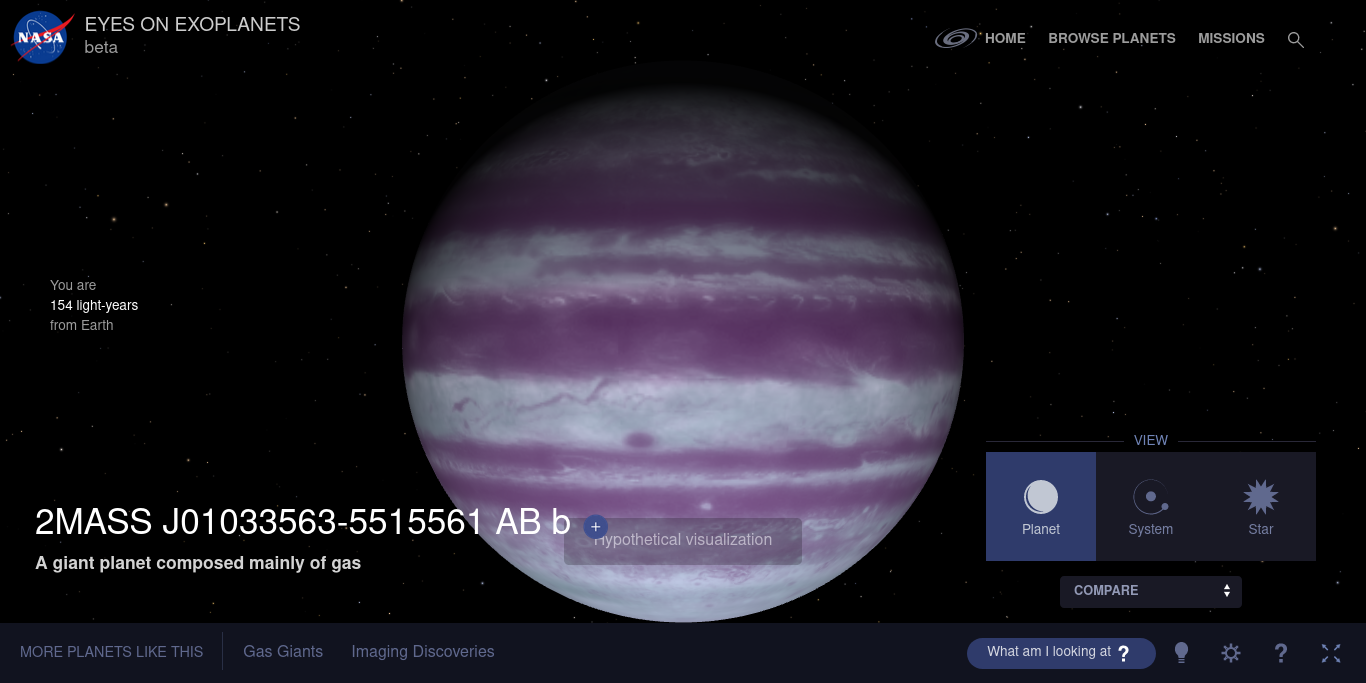 NASA
EYES ON EXOPLANETS
beta
HOME
BROWSE PLANETS
MISSIONS
You are
154 light-years
from Earth
VIEW
Planet
System
Star
2MASS J01033563-5515561 AB b
+
Hypothetical visualization
A giant planet composed mainly of gas
COMPARE
MORE PLANETS LIKE THIS
Gas Giants
Imaging Discoveries
What am I looking at ?
?